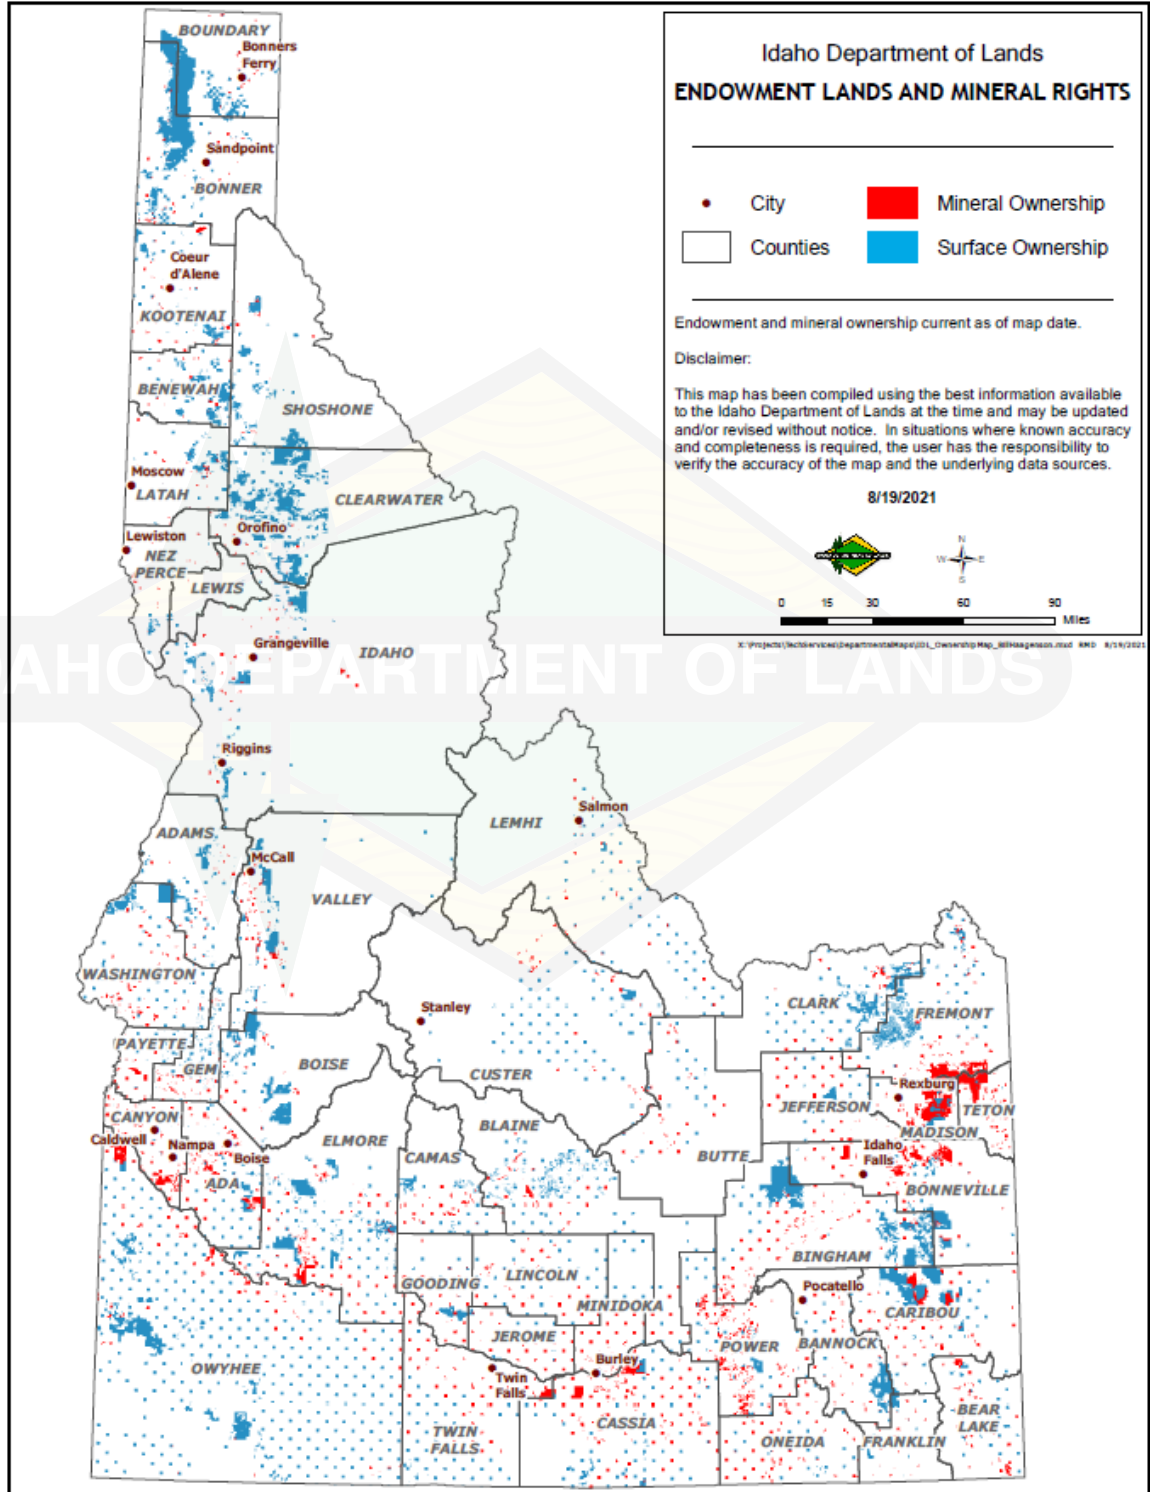 Idaho Department of Lands
ENDOWMENT LANDS AND MINERAL RIGHTS
City
Mineral Ownership
Counties
Surface Ownership
Endowment and mineral ownership current as of map date.
Disclaimer:
This map has been compiled using the best information available
to the Idaho Department of Lands at the time and may be updated
and/or revised without notice. In situations where known accuracy
and completeness is required, the user has the responsibility to
verify the accuracy of the map and the underlying data sources.
8/19/2021
N
W E
S
0 15 30 60 90
Miles
RMD 8/19/2021
BOUNDARY
Bonners
Ferry
Sandpoint
BONNER
Coeur
d'Alene
KOOTENAI
BENEWAH
SHOSHONE
Moscow
LATAH
CLEARWATER
Lewiston
Orofino
NEZ
PERCE
LEWIS
Grangeville
IDAHO
AHO DEPARTMENT OF LANDS
Riggins
ADAMS
LEMHI
Salmon
McCall
VALLEY
WASHINGTON
Stanley
CLARK
FREMONT
PAYETTE
GEM
BOISE
CUSTER
Rexburg
JEFFERSON
TETON
MADISON
CANYON
Caldwell
Nampa
Boise
ADA
ELMORE
CAMAS
BLAINE
BUTTE
Idaho
Falls
BONNEVILLE
BINGHAM
GOODING
LINCOLN
MINIDOKA
Pocatello
CARIBOU
JEROME
POWER
BANNOCK
OWYHEE
Twin
Falls
Burley
TWIN
FALLS
CASSIA
ONEIDA
FRANKLIN
BEAR
LAKE